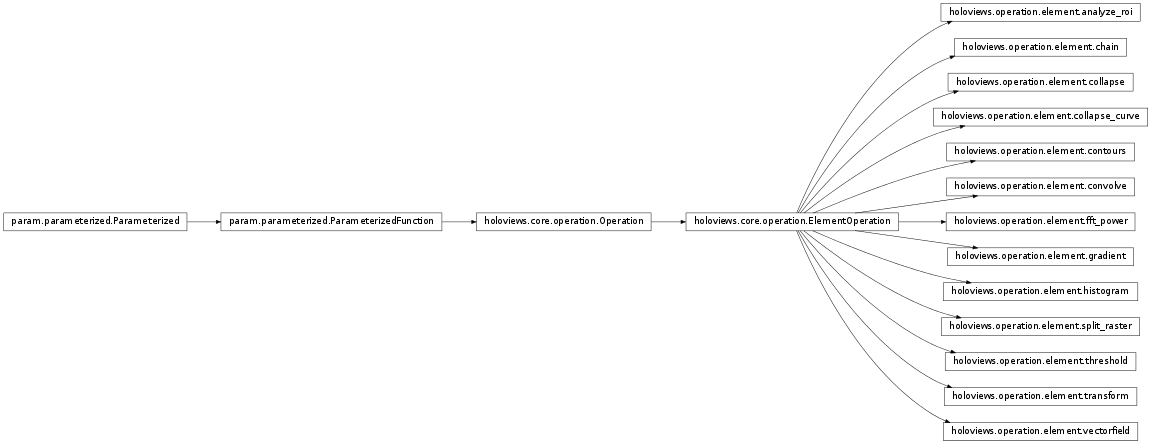 holoviews.operation.element.analyze_roi
holoviews.operation.element.chain
holoviews.operation.element.collapse
holoviews.operation.element.collapse_curve
holoviews.operation.element.contours
holoviews.operation.element.convolve
param.parameterized.Parameterized
param.parameterized.ParameterizedFunction
holoviews.core.operation.Operation
holoviews.core.operation.ElementOperation
holoviews.operation.element.fft_power
holoviews.operation.element.gradient
holoviews.operation.element.histogram
holoviews.operation.element.split_raster
holoviews.operation.element.threshold
holoviews.operation.element.transform
holoviews.operation.element.vectorfield